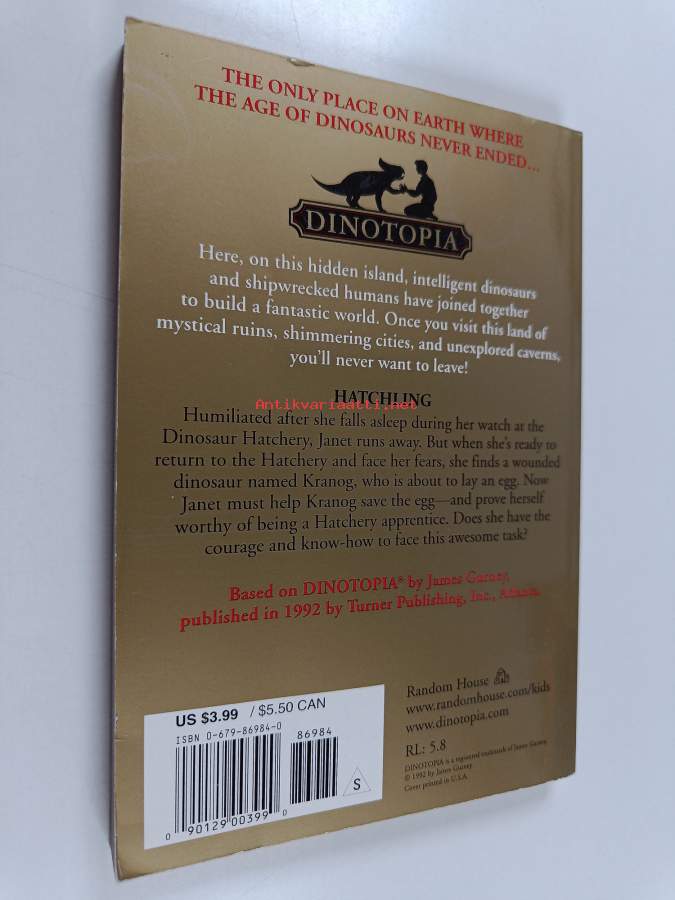 THE ONLY PLACE ON EARTH WHERE
THE AGE OF DINOSAURS NEVER ENDED...
DINOTOPIA
Here, on this hidden island, intelligent dinosaurs
and shipwrecked humans have joined together
to build a fantastic world. Once you visit this land of
mystical ruins, shimmering cities, and unexplored caverns,
you'll never want to leave!
HATCHLING
Antikvariaatti.net
Humiliated after she falls asleep during her watch at the
Dinosaur Hatchery, Janet runs away. But when she's ready to
return to the Hatchery and face her fears, she finds a wounded
dinosaur named Kranog, who is about to lay an egg. Now
Janet must help Kranog save the egg—and prove herself
worthy of being a Hatchery apprentice. Does she have the
courage and know-how to face this awesome task?
Based on DINOTOPIA® by James Gurney,
published in 1992 by Turner Publishing, Inc., Atlanta.
Random House
www.randomhouse.com/kids
www.dinotopia.com
RL: 5.8
DINOTOPIA is a registered trademark of James Gurney.
© 1992 by James Gurney.
Cover printed in U.S.A.
US $3.99 / $5.50 CAN
ISBN 0-679-86984-0
86984
S
0 90129 00399 0